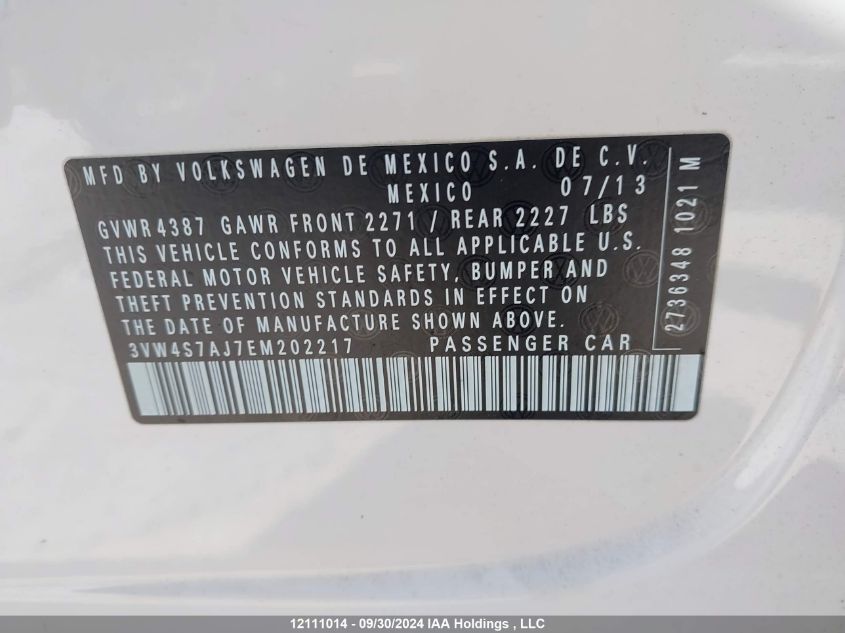 MFD BY VOLKSWAGEN DE MEXICO S.A. DE C.V.
MEXICO 07/13
GVWR 4387 GAWR FRONT 2271 / REAR 2227 LBS
THIS VEHICLE CONFORMS TO ALL APPLICABLE U.S.
FEDERAL MOTOR VEHICLE SAFETY, BUMPER AND
THEFT PREVENTION STANDARDS IN EFFECT ON
THE DATE OF MANUFACTURE SHOWN ABOVE.
3VW4S7AJ7EM202217 PASSENGER CAR
2736348 1021 M
12111014 - 09/30/2024 IAA Holdings , LLC